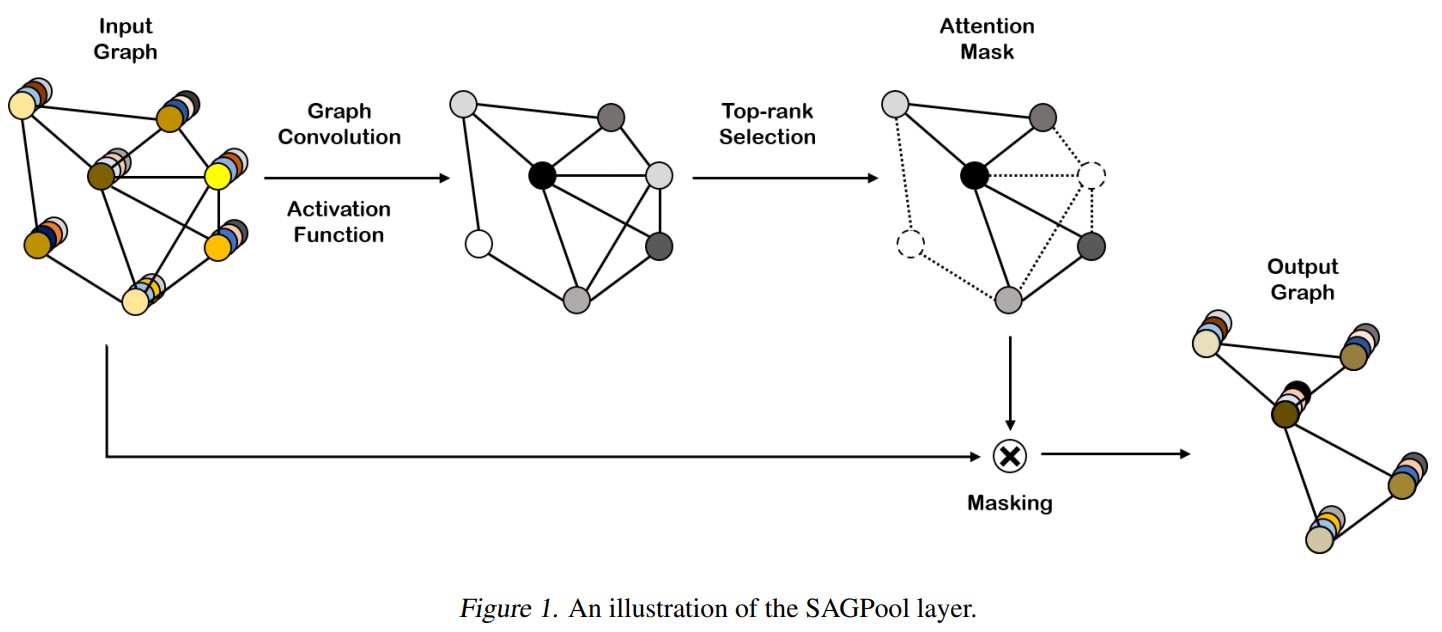 Input
Graph
Graph
Convolution
Activation
Function
Top-rank
Selection
Attention
Mask
Masking
Output
Graph
Figure 1. An illustration of the SAGPool layer.